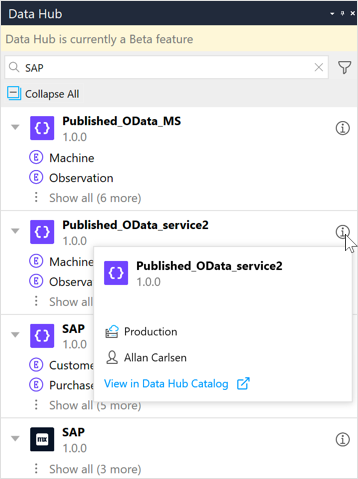 Data Hub
Data Hub is currently a Beta feature
SAP
Collapse All
Published_OData_MS
1.0.0
E Machine
E Observation
Show all (6 more)
Published_OData_service2
1.0.0
E Machine
E Observa
Show all
Published_OData_service2
1.0.0
Production
Allan Carlsen
View in Data Hub Catalog
SAP
1.0.0
E Custome
E Purchase
Show all (5 more)
mx
SAP
1.0.0
Show all (3 more)